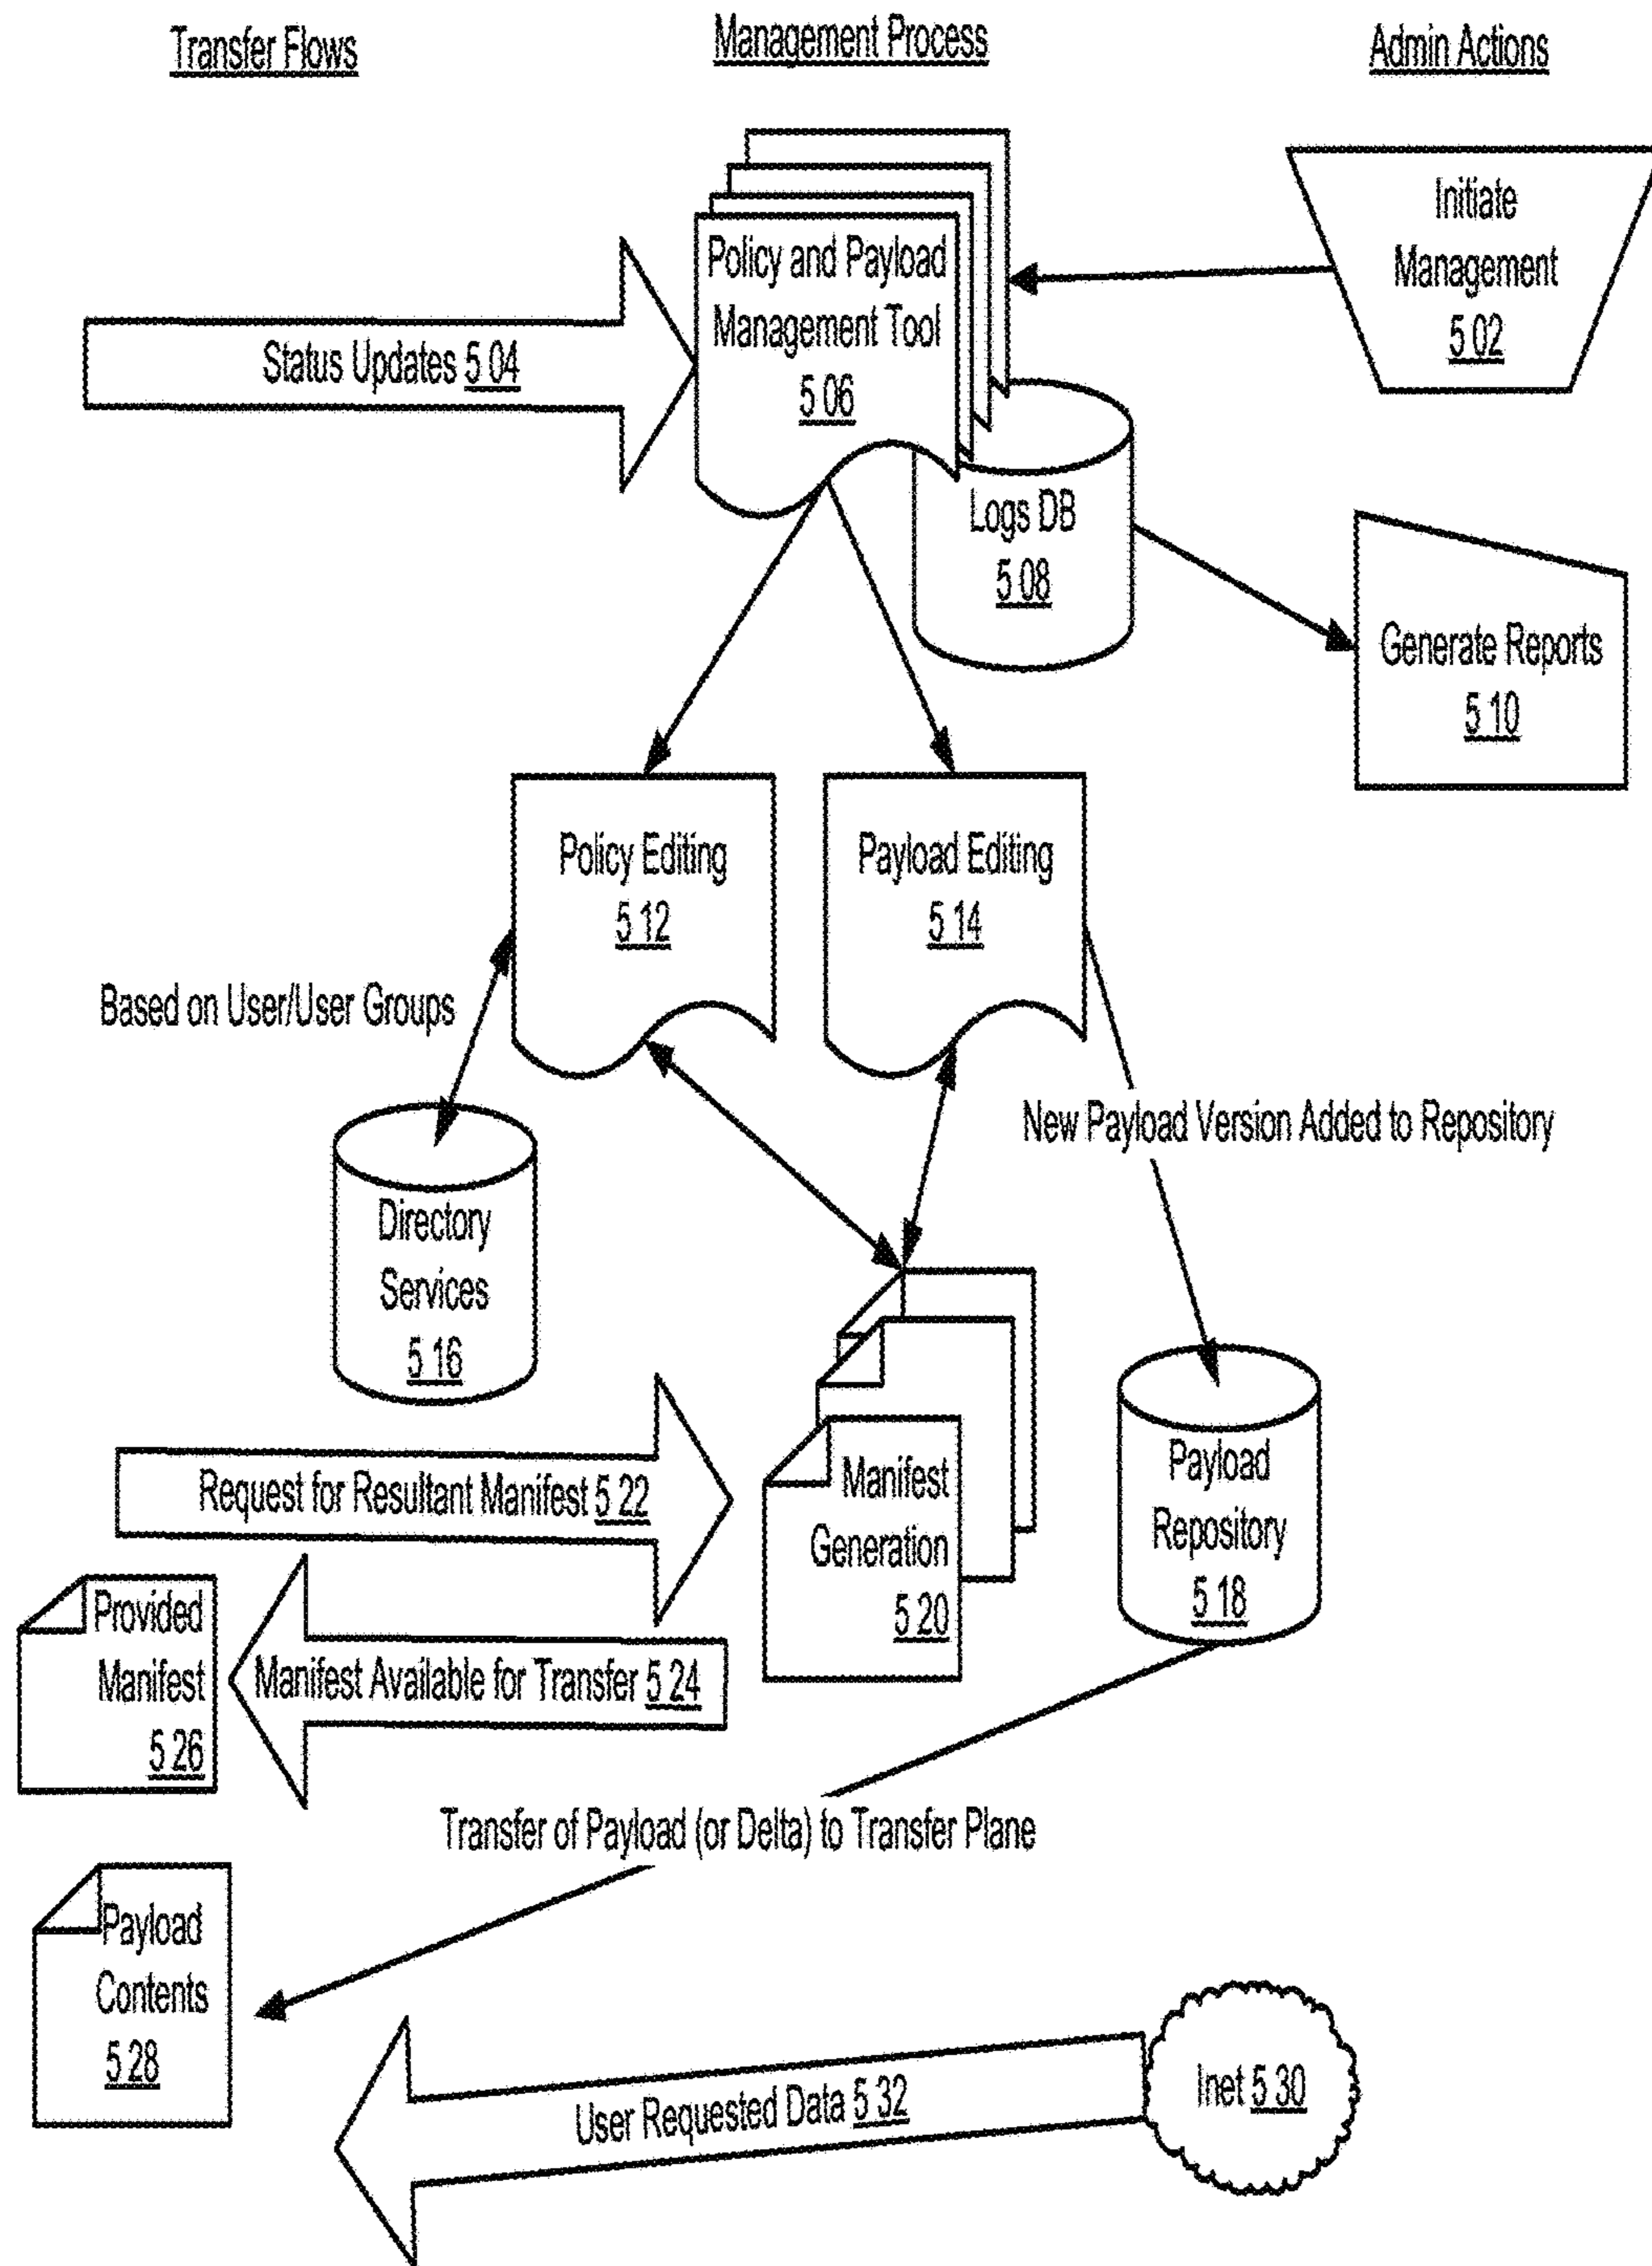 Transfer Flows
Management Process
Admin Actions
Initiate
Management
5 02
Policy and Payload
Management Tool
5 06
Status Updates 5 04
Logs DB
5 08
Generate Reports
5 10
Policy Editing
5 12
Payload Editing
5 14
Based on User/User Groups
New Payload Version Added to Repository
Directory
Services
5 16
Request for Resultant Manifest 5 22
Manifest
Generation
5 20
Payload
Repository
5 18
Provided
Manifest
5 26
Manifest Available for Transfer 5 24
Transfer of Payload (or Delta) to Transfer Plane
Payload
Contents
5 28
User Requested Data 5 32
Inet 5 30